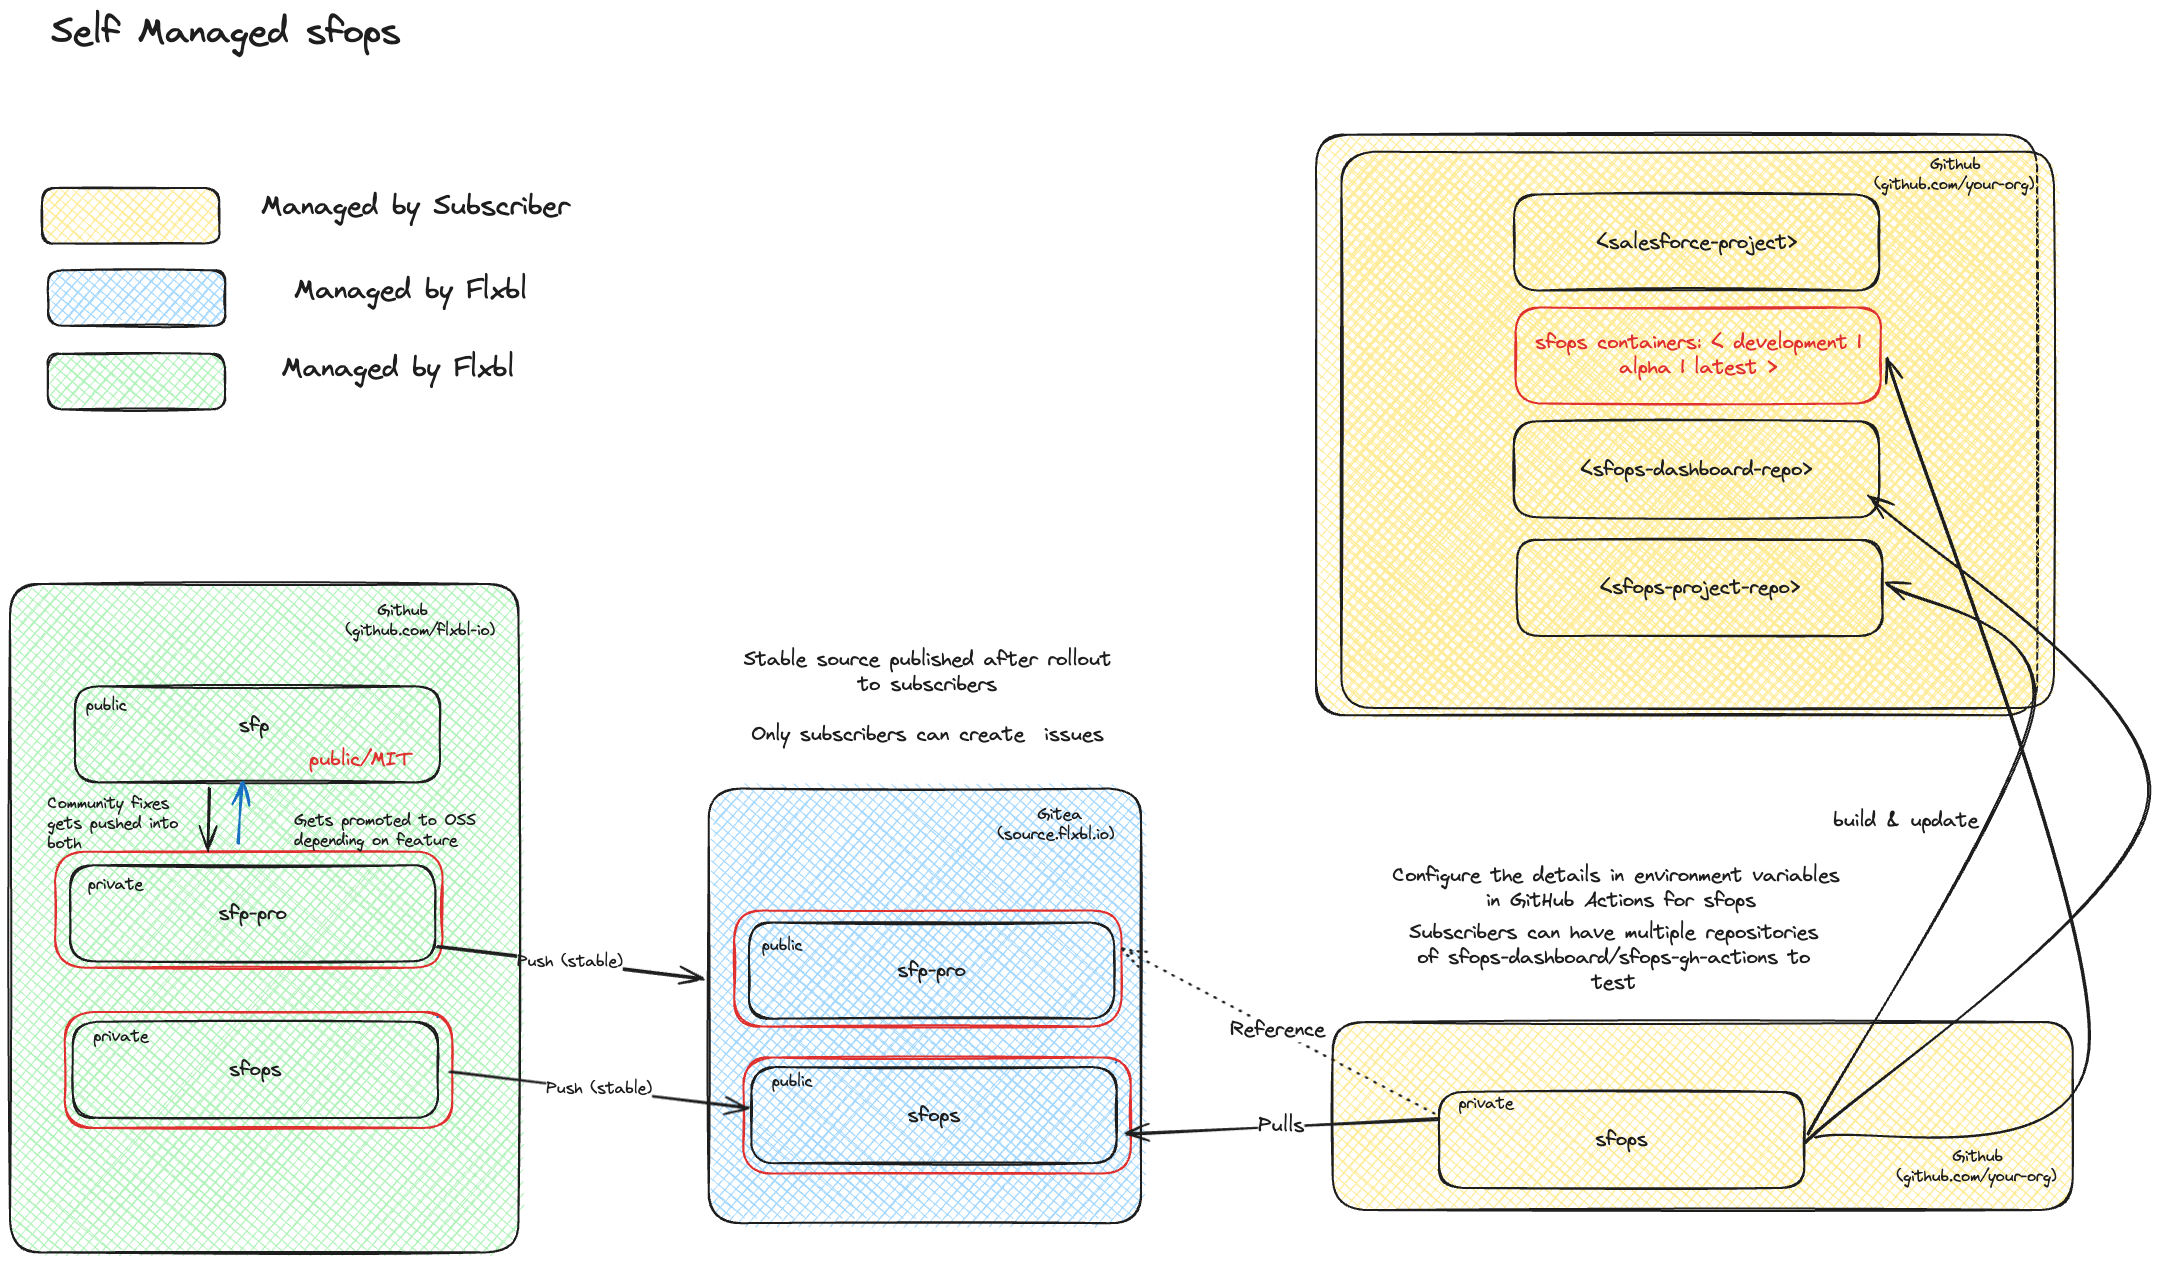 Self Managed sfops
Managed by Subscriber
Managed by Flxbl
Managed by Flxbl
Github
(github.com/your-org)
<salesforce-project>
sfops containers: < development |
alpha | latest >
<sfops-dashboard-repo>
<sfops-project-repo>
Github
(github.com/flxbl-io)
public
sfp
public/MIT
Community fixes
gets pushed into
both
Gets promoted to OSS
depending on feature
private
sfp-pro
Push (stable)
private
sfops
Push (stable)
Stable source published after rollout
to subscribers
Only subscribers can create  issues
Gitea
(source.flxbl.io)
public
sfp-pro
public
sfops
Reference
Pulls
build & update
Configure the details in environment variables
in GitHub Actions for sfops
Subscribers can have multiple repositories
of sfops-dashboard/sfops-gh-actions to
test
private
sfops
Github
(github.com/your-org)